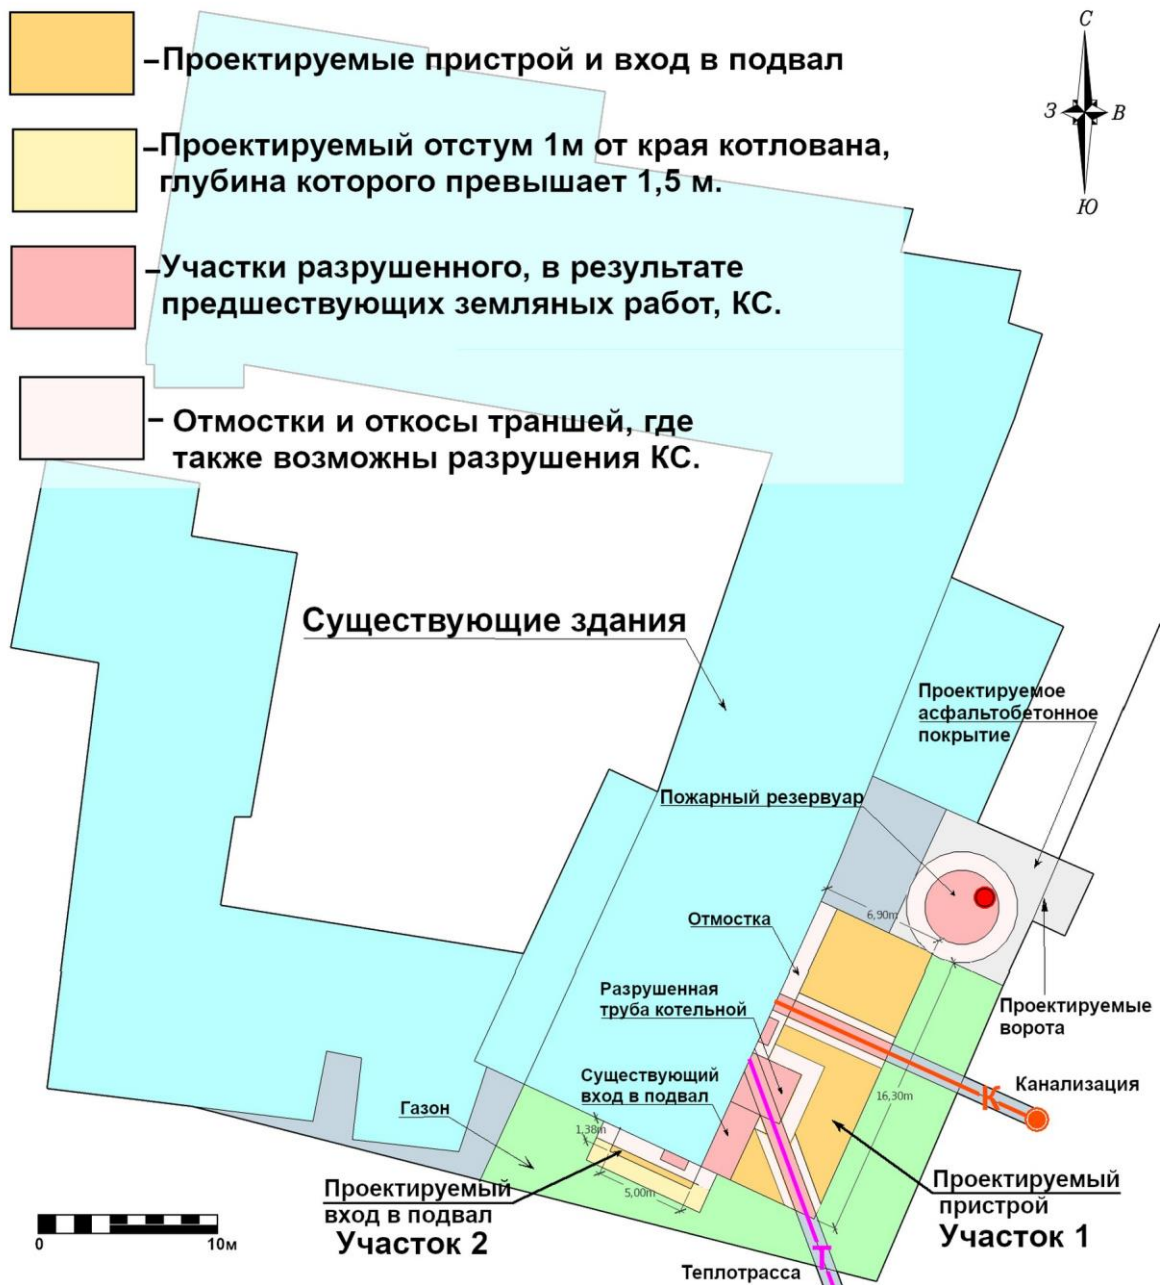 – Проектируемые пристрой и вход в подвал
– Проектируемый отстум 1м от края котлована,
глубина которого превышает 1,5 м.
– Участки разрушенного, в результате
предшествующих земляных работ, КС.
– Отмостки и откосы траншей, где
также возможны разрушения КС.
С
З
В
Ю
Существующие здания
Проектируемое
асфальтобетонное
покрытие
Пожарный резервуар
6,90m
Отмостка
Разрушенная
труба котельной
Проектируемые
ворота
Существующий
вход в подвал
Канализация
К
16,30m
Газон
1,38m
5,00m
Проектируемый
вход в подвал
Участок 2
Проектируемый
пристрой
Участок 1
Т
Теплотрасса
0
10м